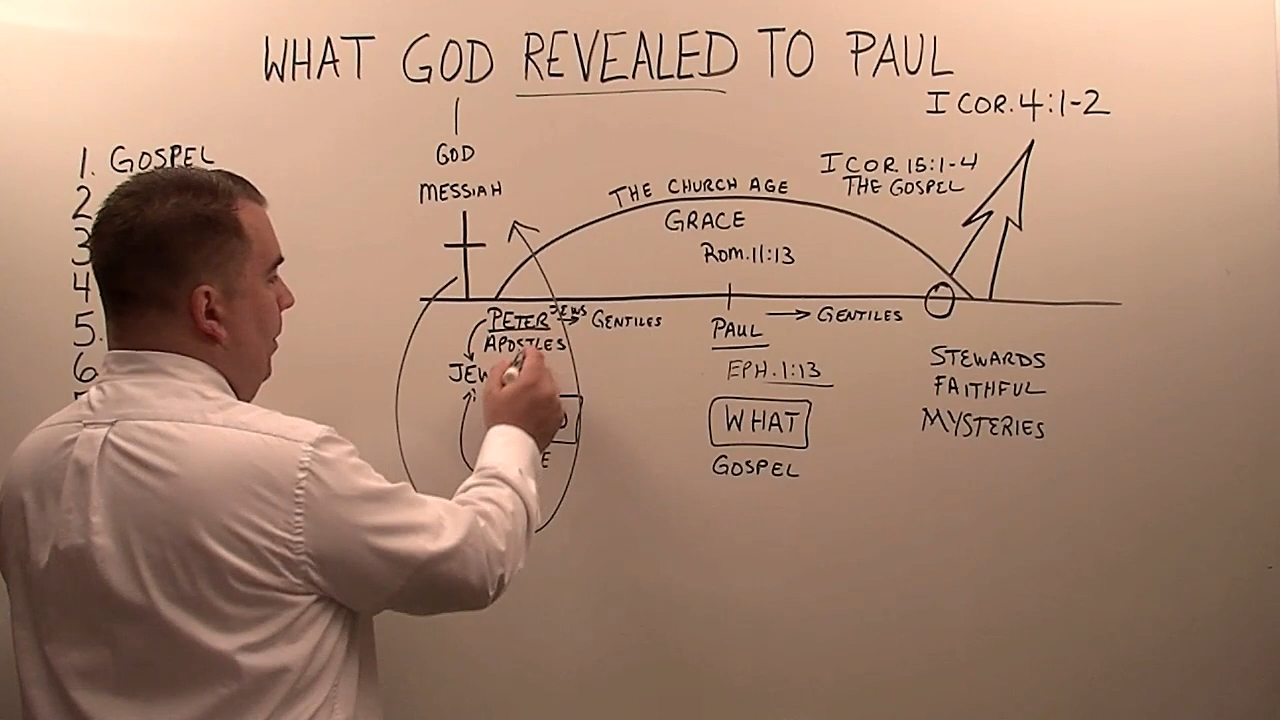 WHAT GOD REVEALED TO PAUL
I COR. 4:1-2
1. GOSPEL
2
3
4
5.
6
GOD
MESSIAH
THE CHURCH AGE
GRACE
ROM. 11:13
I COR. 15:1-4
THE GOSPEL
PETER JEWS GENTILES
APOSTLES
JEW
PAUL GENTILES
EPH. 1:13
WHAT
GOSPEL
STEWARDS
FAITHFUL
MYSTERIES